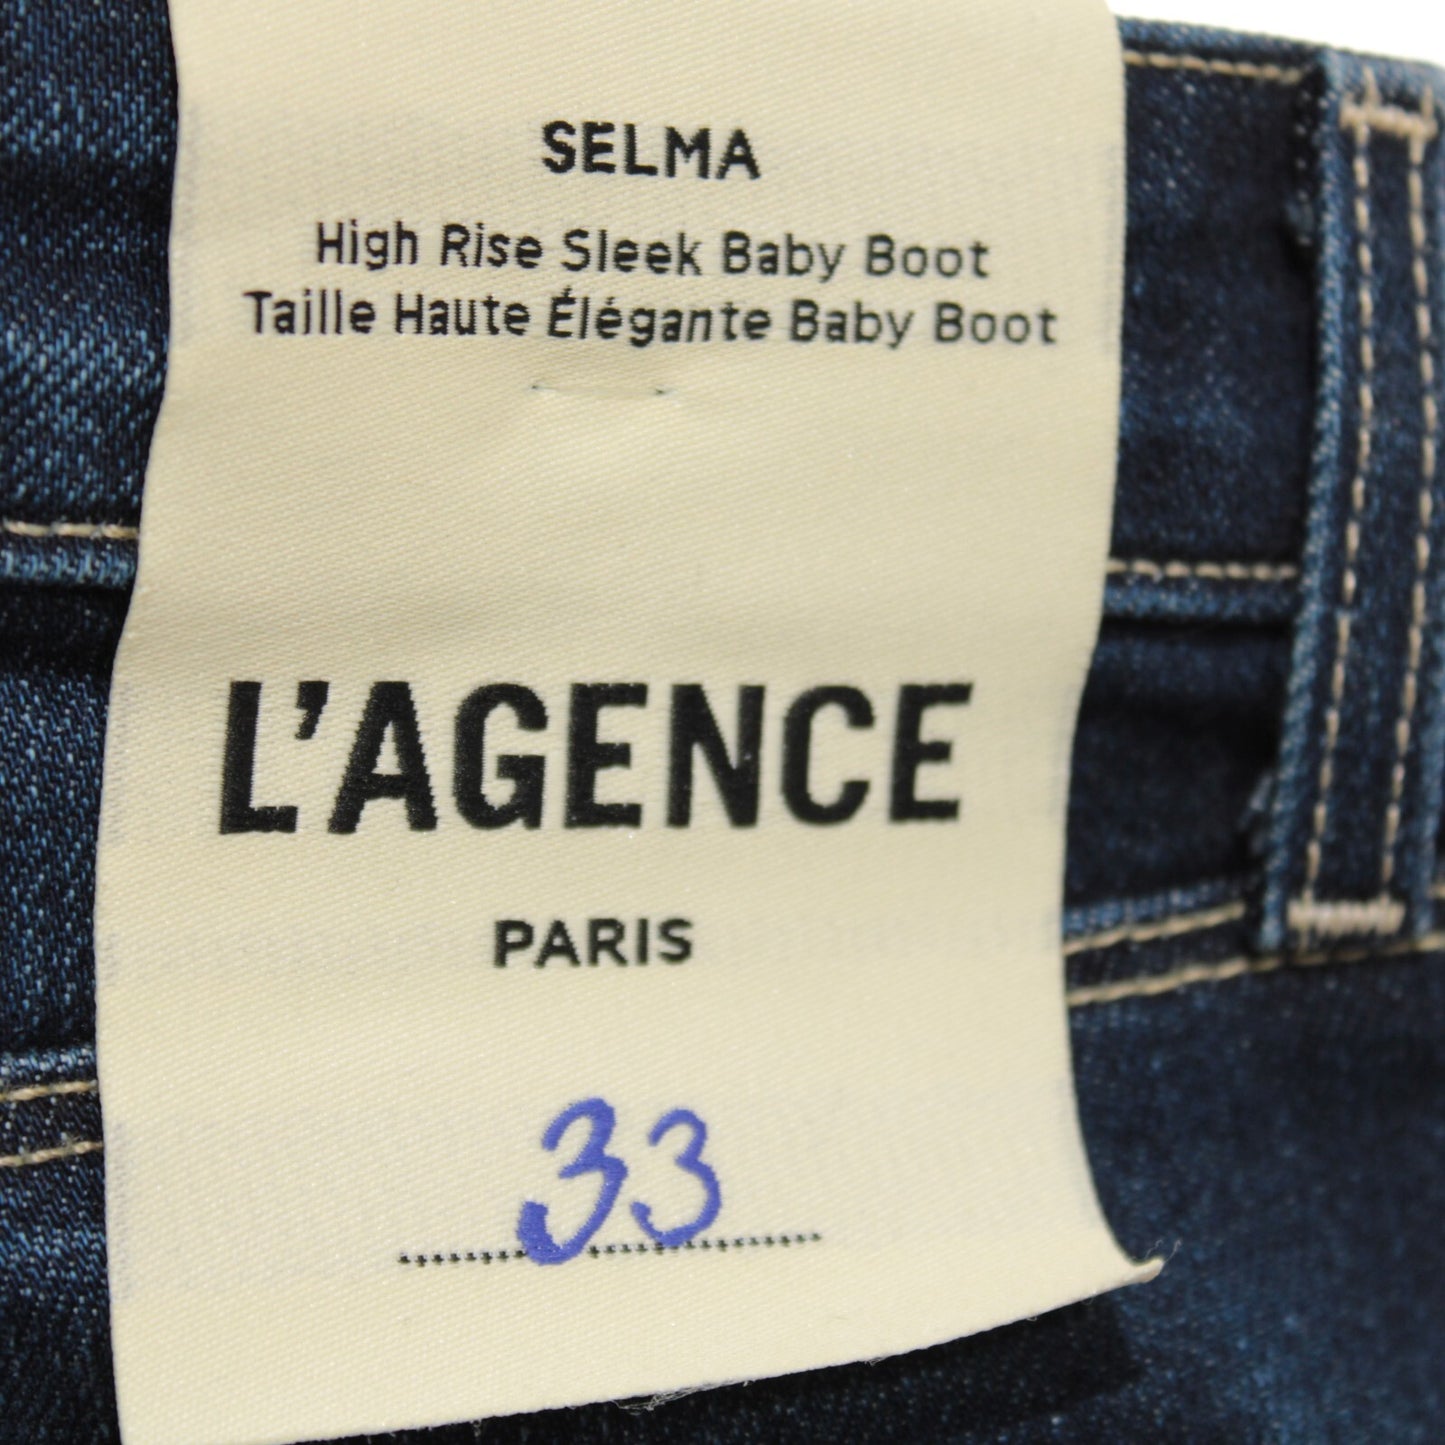 SELMA
High Rise Sleek Baby Boot
Taille Haute Élégante Baby Boot
L'AGENCE
PARIS
33